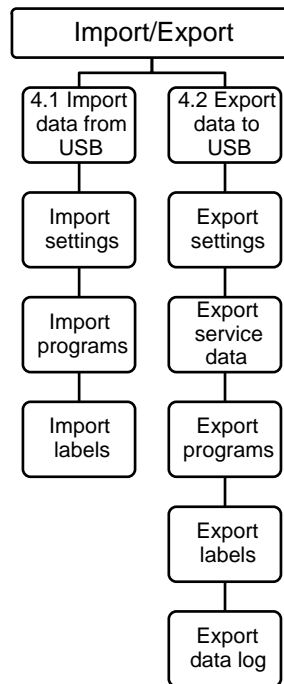 Import/Export
4.1 Import
data from
USB
Import
settings
Import
programs
Import
labels
4.2 Export
data to
USB
Export
settings
Export
service
data
Export
programs
Export
labels
Export
data log